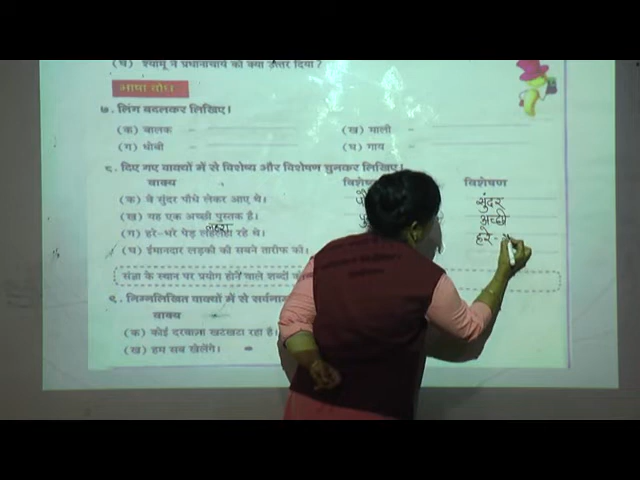 (घ) श्यामू ने प्रधानाचार्य को क्या उत्तर दिया?
भाषा बोध
७. लिंग बदलकर लिखिए।
(क) बालक - (ख) माली -
(ग) धोबी - (घ) गाय -
८. दिए गए वाक्यों में से विशेष्य और विशेषण चुनकर लिखिए।
वाक्य विशेष्य विशेषण
(क) वे सुंदर पौधे लेकर आए थे। सुंदर
(ख) यह एक अच्छी पुस्तक है। अच्छी
(ग) हरे-भरे पेड़ लहलहा रहे थे। हरे-
(घ) ईमानदार लड़की की सबने तारीफ की।
संज्ञा के स्थान पर प्रयोग होने वाले शब्दों
९. निम्नलिखित वाक्यों में से सर्वनाम
वाक्य
(क) कोई दरवाजा खटखटा रहा है।
(ख) हम सब खेलेंगे। -